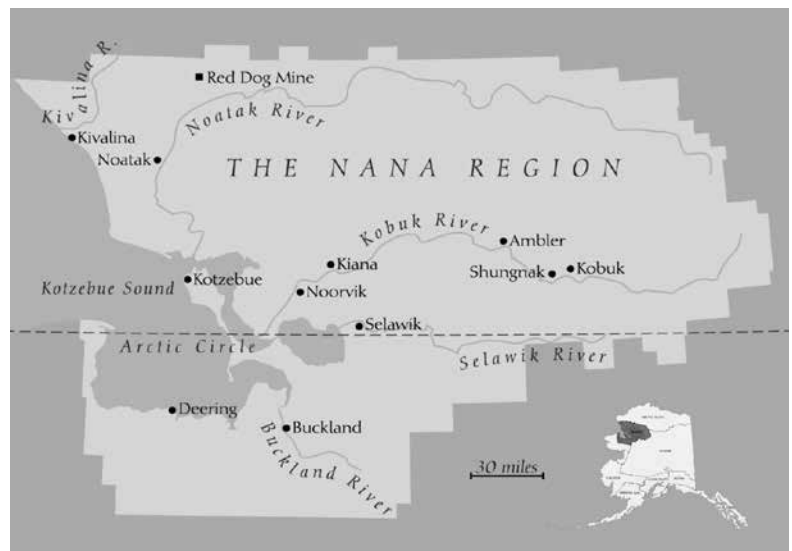 Kivalina R.
Red Dog Mine
Noatak River
Kivalina
Noatak
THE NANA REGION
Kobuk River
Ambler
Kiana
Shungnak
Kobuk
Kotzebue
Kotzebue Sound
Noorvik
Selawik
Arctic Circle
Selawik River
Deering
Buckland
Buckland River
30 miles